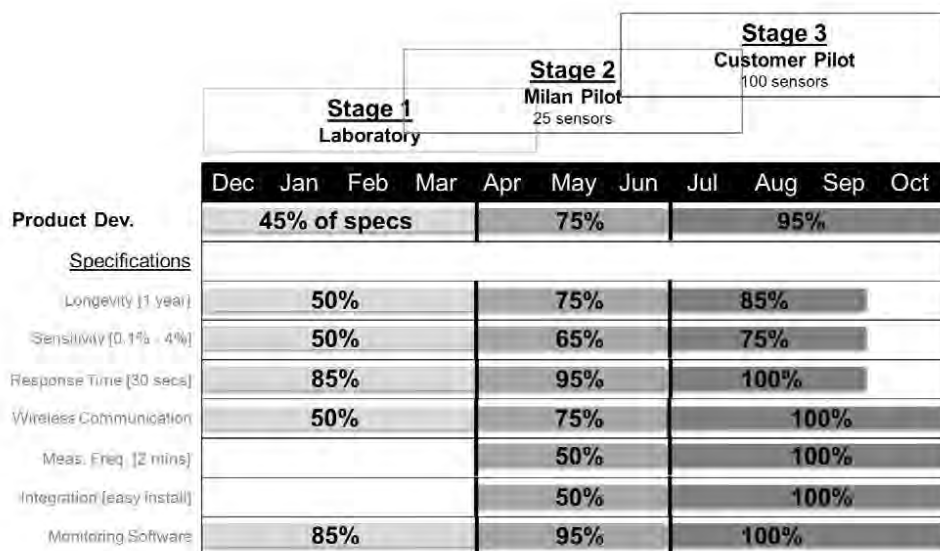 Stage 3
Customer Pilot
100 sensors
Stage 2
Milan Pilot
25 sensors
Stage 1
Laboratory
Dec Jan Feb Mar Apr May Jun Jul Aug Sep Oct
Product Dev. 45% of specs 75% 95%
Specifications
Longevity [1 year] 50% 75% 85%
Sensitivity [0.1% - 4%] 50% 65% 75%
Response Time [30 secs] 85% 95% 100%
Wireless Communication 50% 75% 100%
Meas. Freq. [2 mins] 50% 100%
Integration [easy install] 50% 100%
Monitoring Software 85% 95% 100%